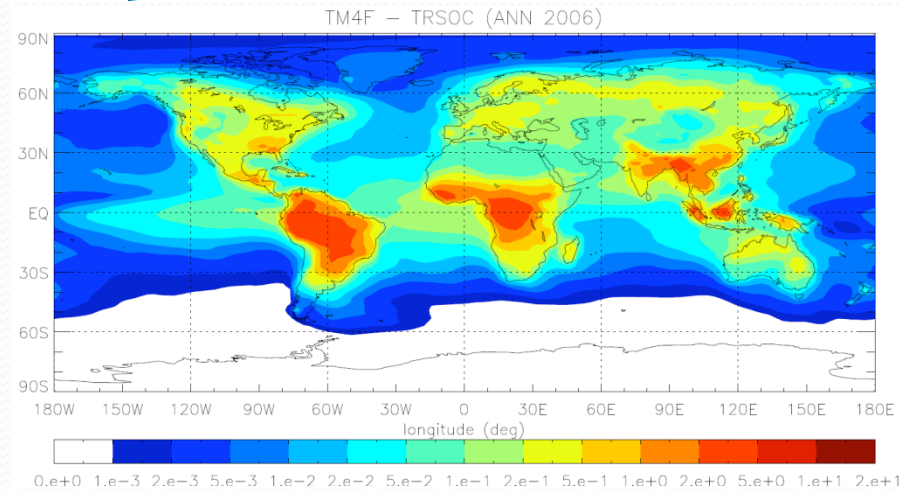 TM4F – TRSOC (ANN 2006)
90N
60N
30N
EQ
30S
60S
90S
180W 150W 120W 90W 60W 30W 0 30E 60E 90E 120E 150E 180E
longitude (deg)
0.e+0 1.e-3 2.e-3 5.e-3 1.e-2 2.e-2 5.e-2 1.e-1 2.e-1 5.e-1 1.e+0 2.e+0 5.e+0 1.e+1 2.e+1